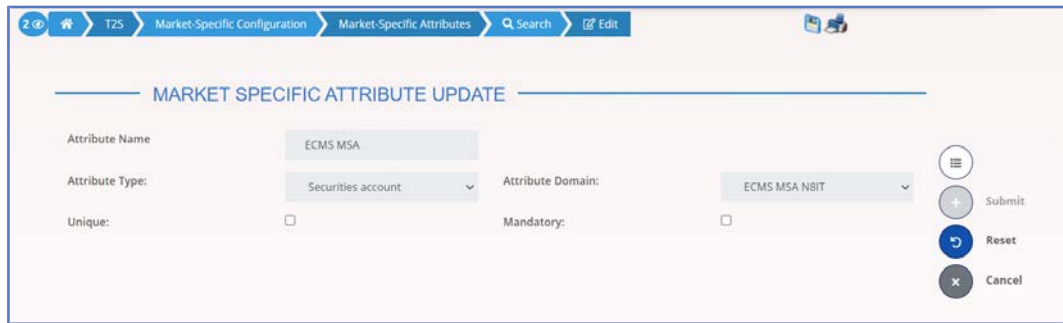 2 T2S Market-Specific Configuration Market-Specific Attributes Search Edit
MARKET SPECIFIC ATTRIBUTE UPDATE
Attribute Name ECMS MSA
Attribute Type: Securities account Attribute Domain: ECMS MSA N8IT
Unique: Mandatory:
Submit
Reset
Cancel